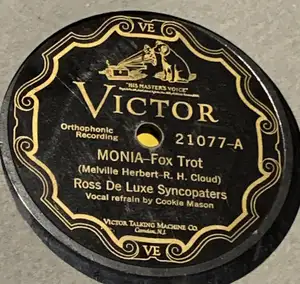 VE
"HIS MASTER'S VOICE"
VICTOR
Orthophonic
Recording
21077-A
MONIA-Fox Trot
(Melville Herbert-R. H. Cloud)
Ross De Luxe Syncopaters
Vocal refrain by Cookie Mason
VICTOR TALKING MACHINE CO.
Camden, N.J.
VE